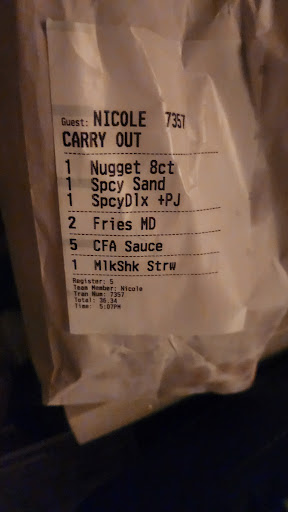 Guest: NICOLE 7357
CARRY OUT
1 Nugget 8ct
1 Spcy Sand
1 SpcyDlx +PJ
2 Fries MD
5 CFA Sauce
1 MlkShk Strw
Register: 5
Team Member: Nicole
Tran Num: 7357
Total: 36.34
Time: 5:07PM